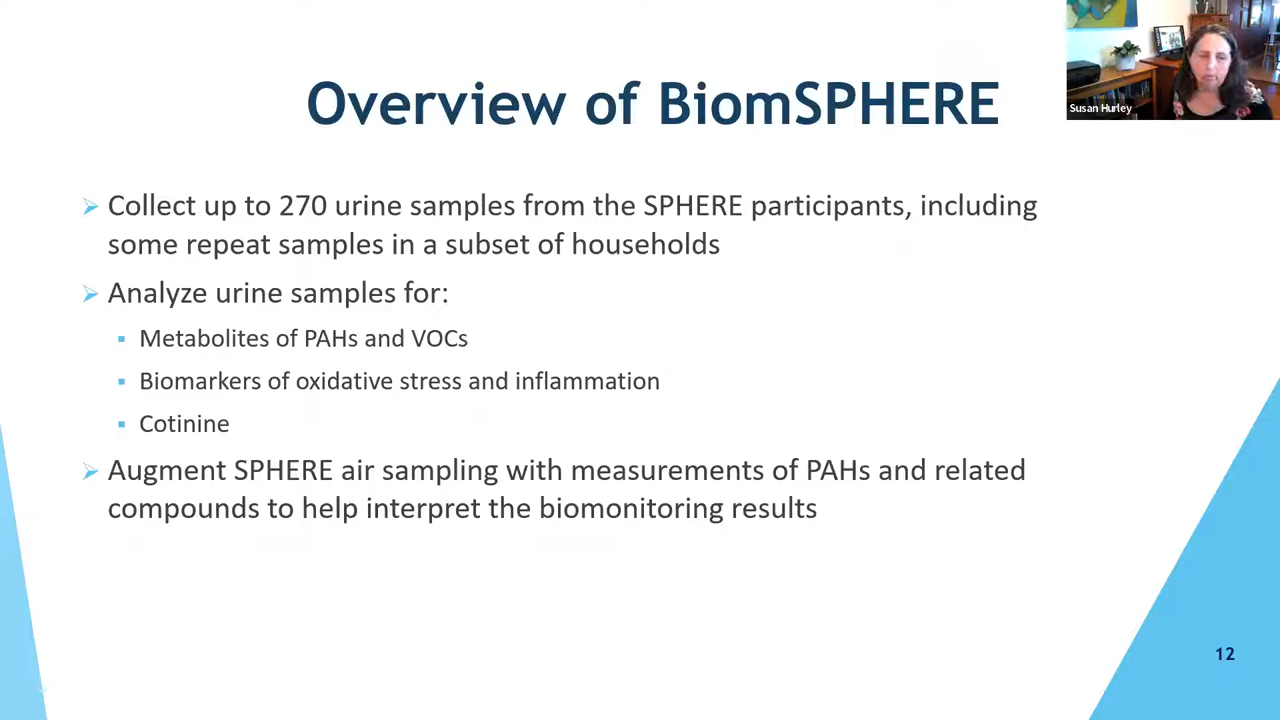 Overview of BiomSPHERE
Susan Hurley
Collect up to 270 urine samples from the SPHERE participants, including
some repeat samples in a subset of households
Analyze urine samples for:
Metabolites of PAHs and VOCs
Biomarkers of oxidative stress and inflammation
Cotinine
Augment SPHERE air sampling with measurements of PAHs and related
compounds to help interpret the biomonitoring results
12